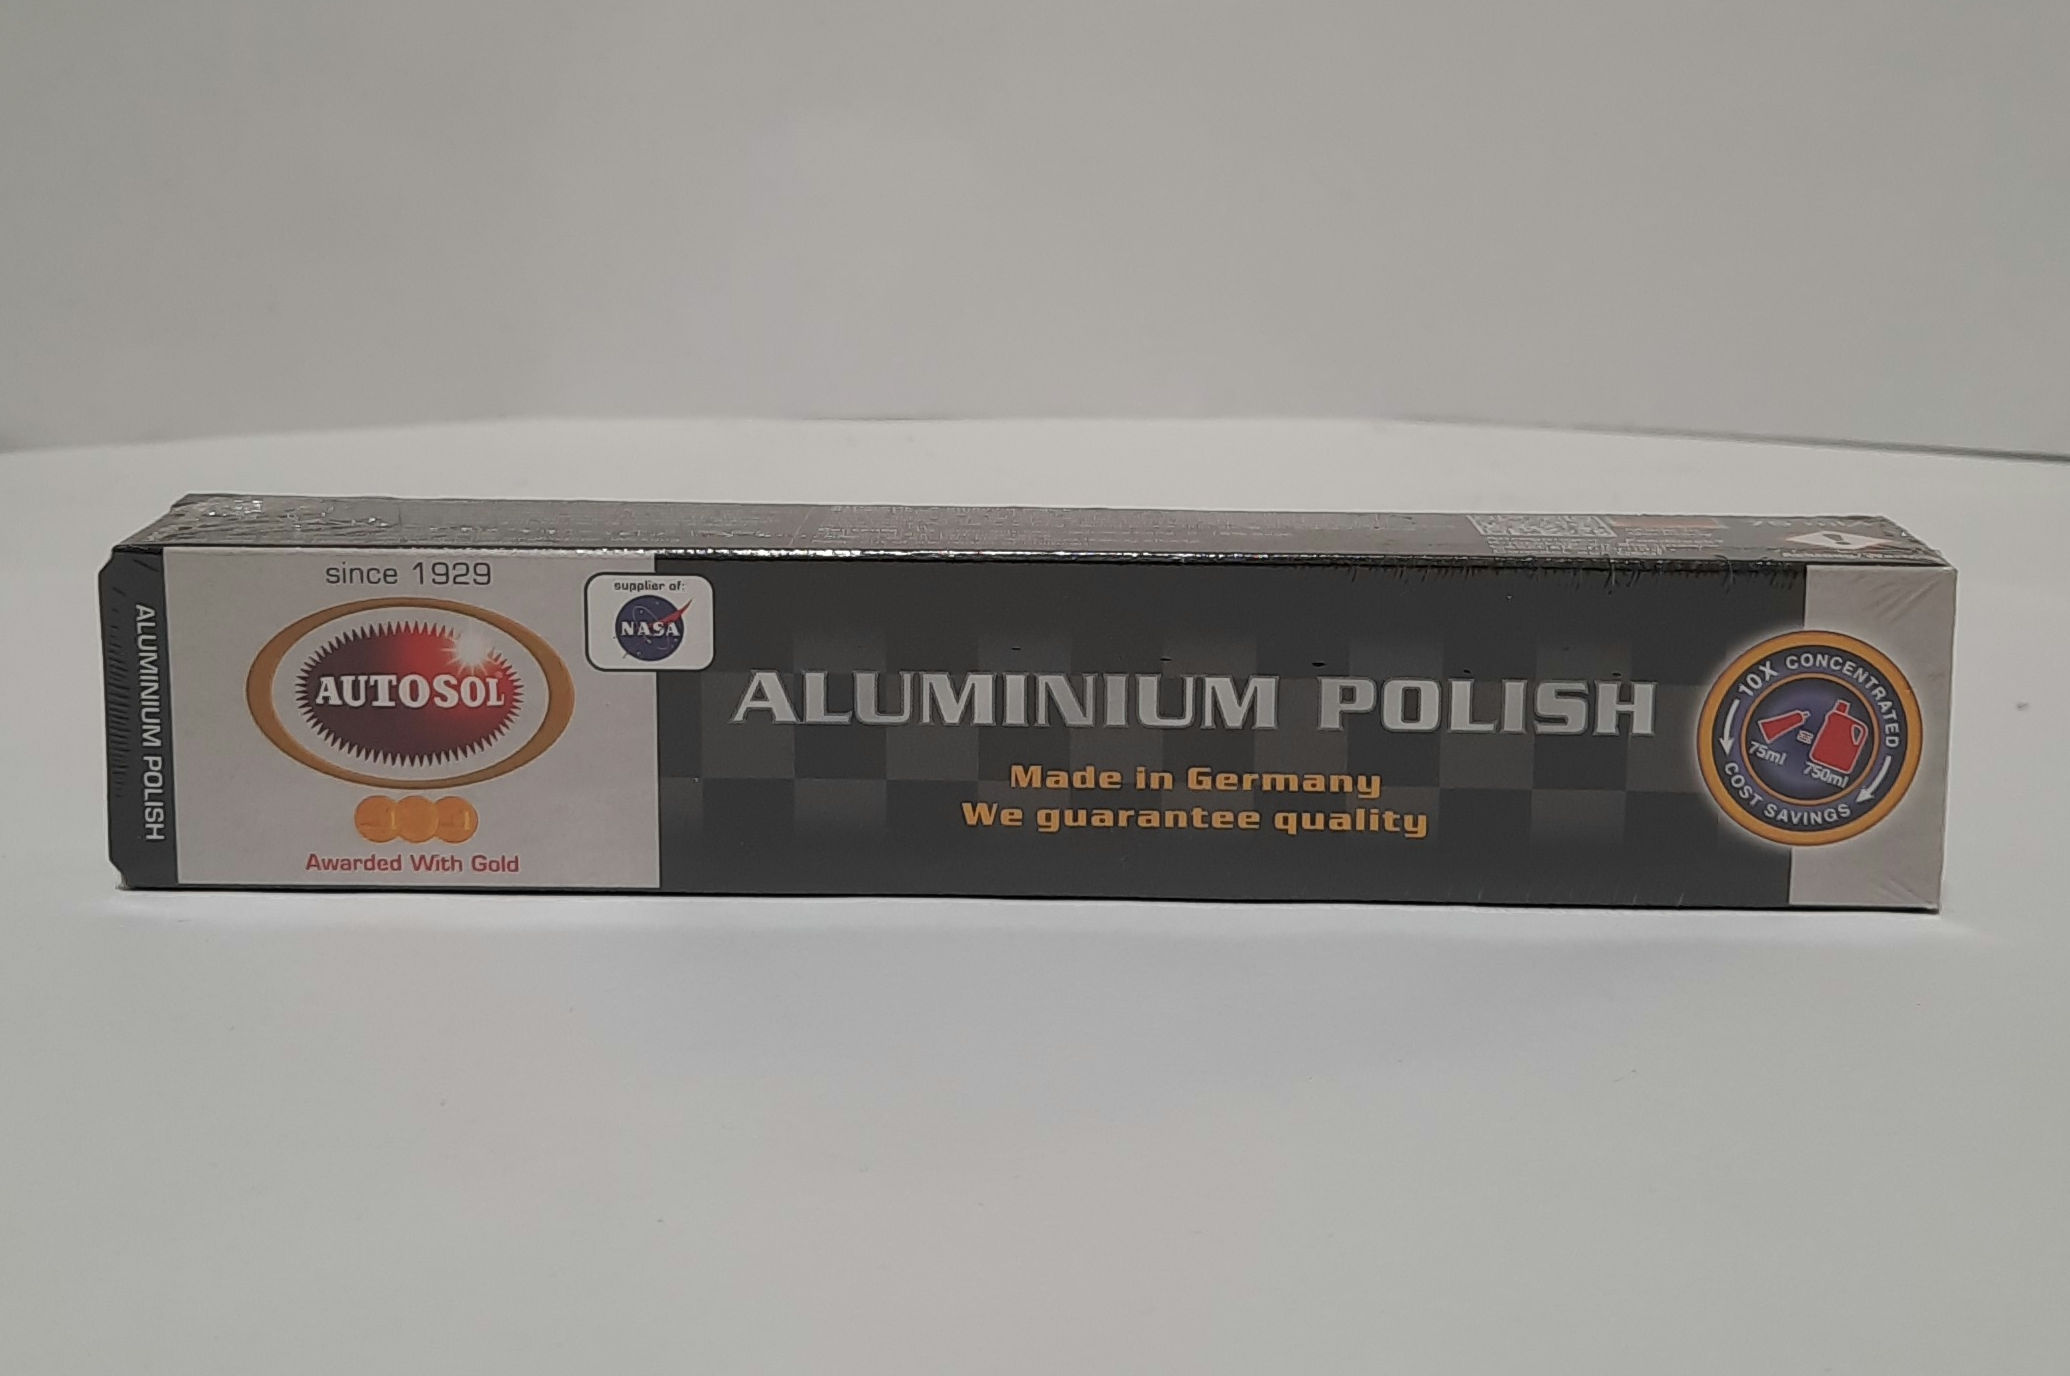 ALUMINIUM POLISH
since 1929
AUTOSOL
Awarded With Gold
supplier of:
NASA
ALUMINIUM POLISH
Made in Germany
We guarantee quality
10X CONCENTRATED
75ml = 750ml
COST SAVINGS